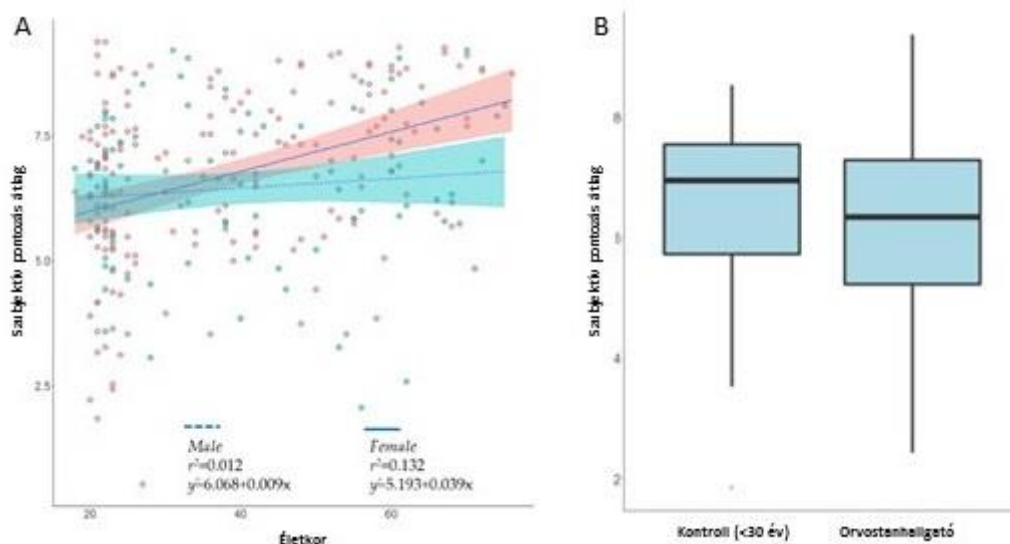 A
Szubjektív pontozás átlag
7.5
5.0
2.5
20
40
60
Életkor
Male
r²=0.012
y=6.068+0.009x
Female
r²=0.132
y=5.193+0.039x
B
Szubjektív pontozás átlag
8
6
4
2
Kontroll (<30 év)
Orvostanhallgató